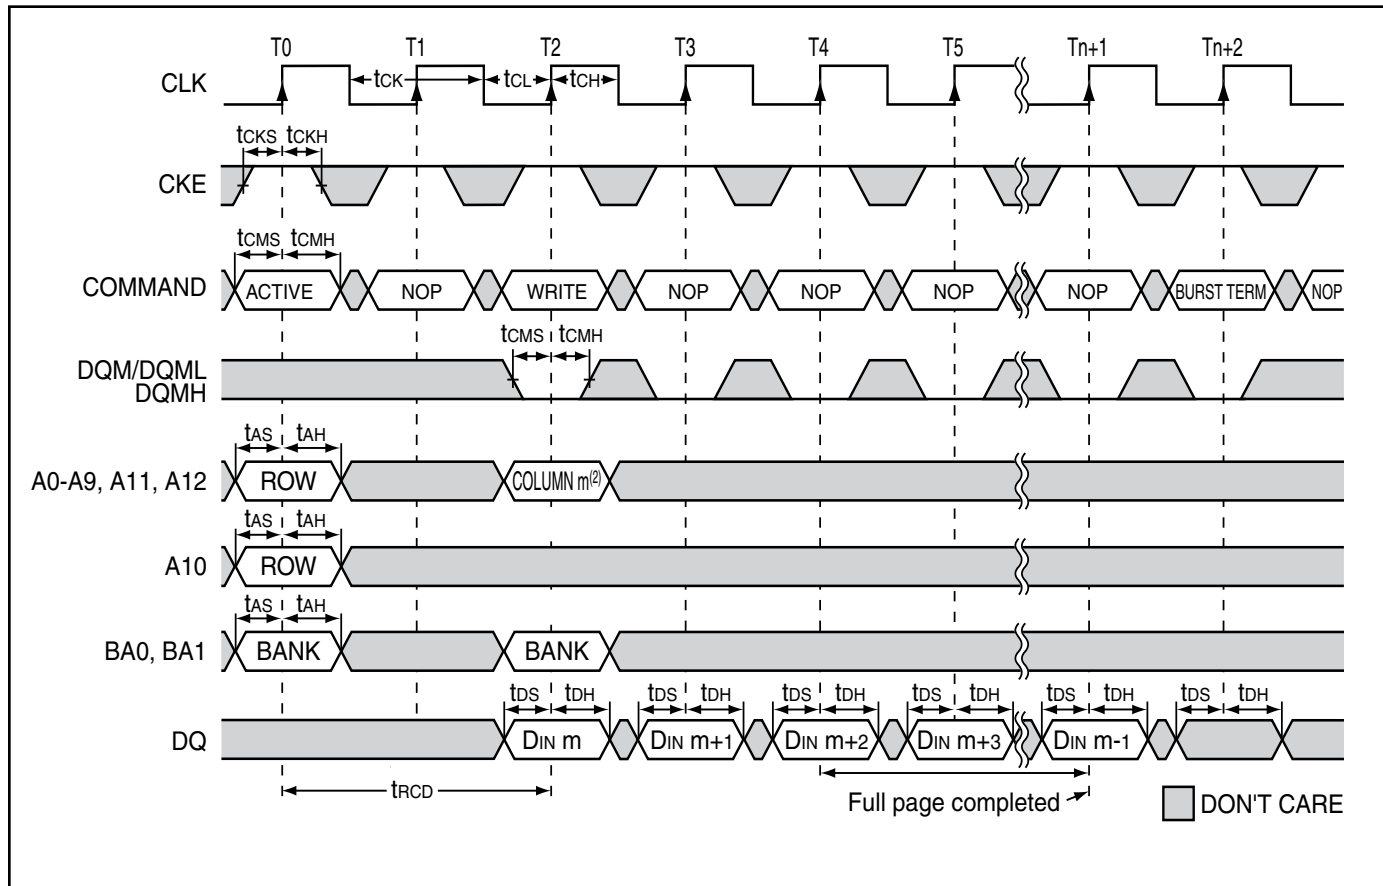 T0 T1 T2 T3 T4 T5 Tn+1 Tn+2
CLK tCK tCL tCH
tCKS tCKH
CKE
tCMS tCMH
COMMAND ACTIVE NOP WRITE NOP NOP NOP NOP BURST TERM NOP
tCMS tCMH
DQM/DQML
DQMH
tAS tAH
A0-A9, A11, A12 ROW COLUMN m(2)
tAS tAH
A10 ROW
tAS tAH
BA0, BA1 BANK BANK
tDS tDH tDS tDH tDS tDH tDS tDH tDS tDH tDS tDH
DQ DIN m DIN m+1 DIN m+2 DIN m+3 DIN m-1
tRCD
Full page completed
DON'T CARE